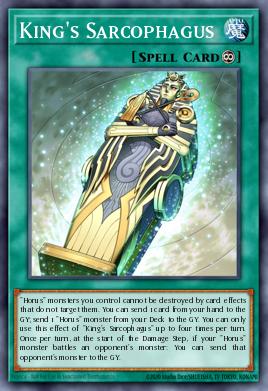 King's Sarcophagus
[Spell Card]
"Horus" monsters you control cannot be destroyed by card effects
that do not target them. You can send 1 card from your hand to the
GY; send 1 "Horus" monster from your Deck to the GY. You can only
use this effect of "King's Sarcophagus" up to four times per turn.
Once per turn, at the start of the Damage Step, if your "Horus"
monster battles an opponent's monster: You can send that
opponent's monster to the GY.